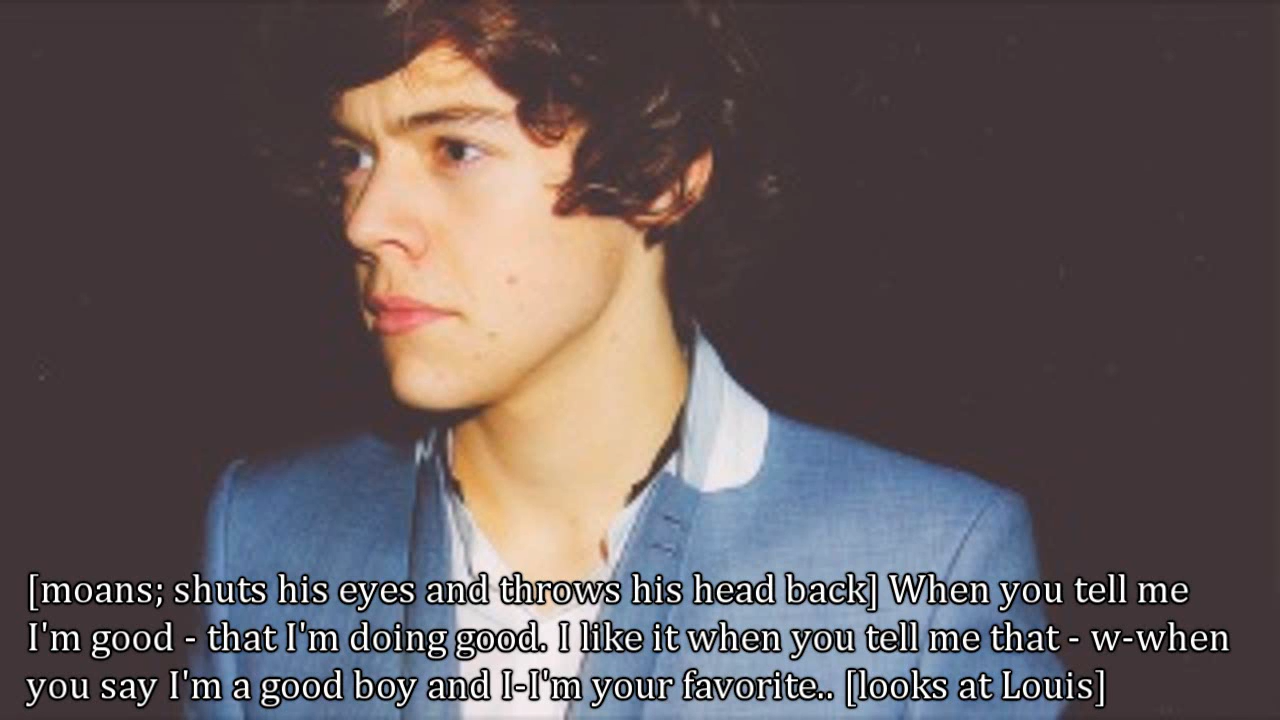 [moans; shuts his eyes and throws his head back] When you tell me
I'm good - that I'm doing good. I like it when you tell me that - w-when
you say I'm a good boy and I-I'm your favorite.. [looks at Louis]